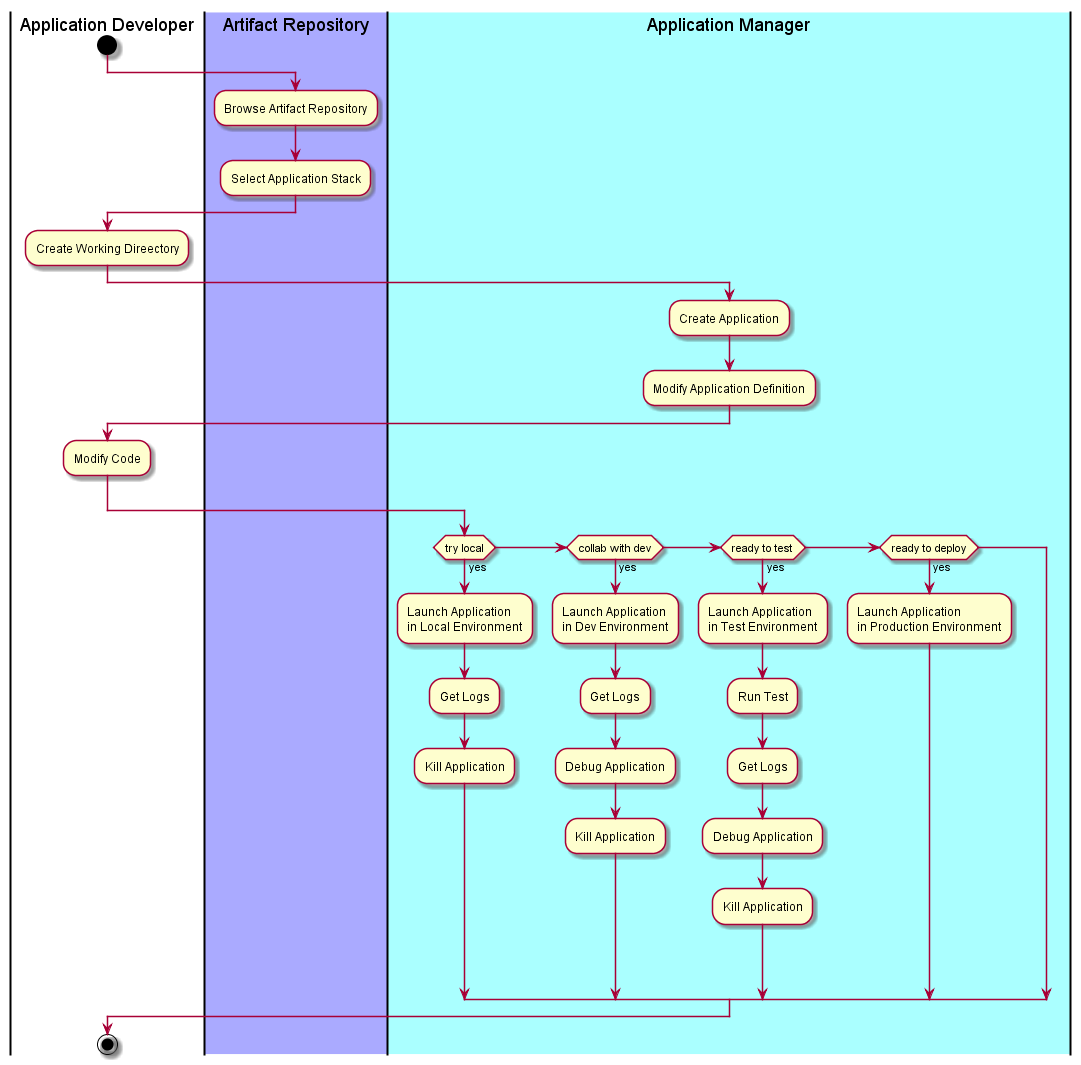 Application Developer
Artifact Repository
Application Manager
Browse Artifact Repository
Select Application Stack
Create Working Direectory
Create Application
Modify Application Definition
Modify Code
try local
collab with dev
ready to test
ready to deploy
yes
yes
yes
yes
Launch Application
in Local Environment
Launch Application
in Dev Environment
Launch Application
in Test Environment
Launch Application
in Production Environment
Get Logs
Get Logs
Run Test
Kill Application
Debug Application
Get Logs
Kill Application
Debug Application
Kill Application